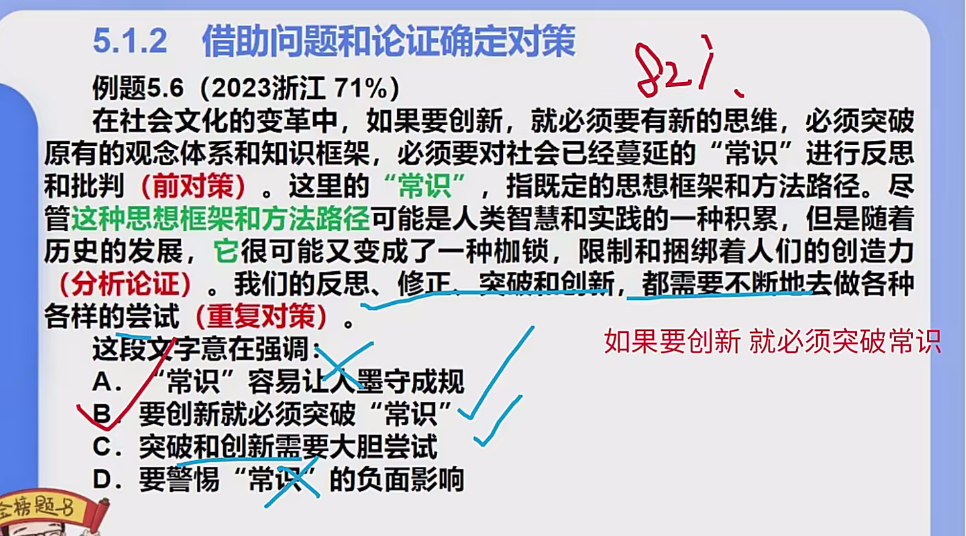 5.1.2 借助问题和论证确定对策
82%
例题5.6（2023浙江 71%）
在社会文化的变革中，如果要创新，就必须要有新的思维，必须突破
原有的观念体系和知识框架，必须要对社会已经蔓延的“常识”进行反思
和批判（前对策）。这里的“常识”，指既定的思想框架和方法路径。尽
管这种思想框架和方法路径可能是人类智慧和实践的一种积累，但是随着
历史的发展，它很可能又变成了一种枷锁，限制和捆绑着人们的创造力
（分析论证）。我们的反思、修正、突破和创新，都需要不断地去做各种
各样的尝试（重复对策）。
如果要创新 就必须突破常识
这段文字意在强调：
A．“常识”容易让人墨守成规
B．要创新就必须突破“常识”
C．突破和创新需要大胆尝试
D．要警惕“常识”的负面影响
金榜题